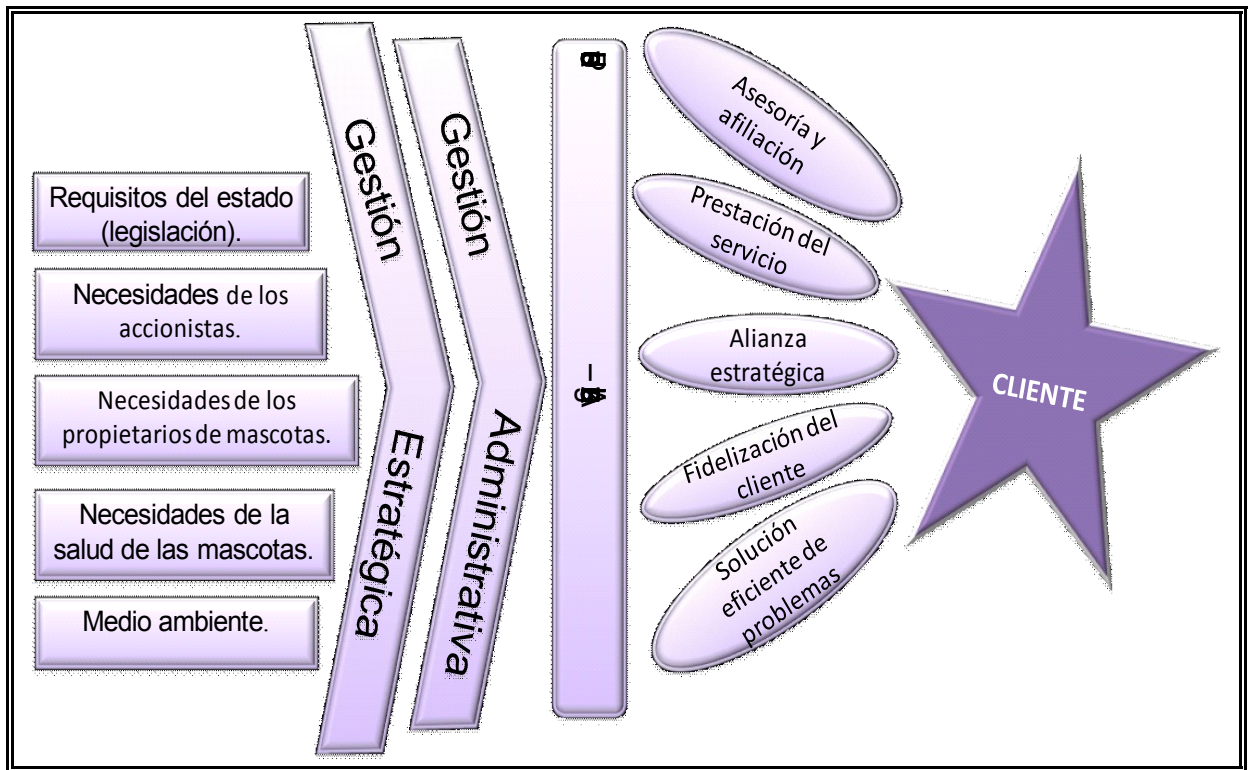 Requisitos del estado
(legislación).
Necesidades de los
accionistas.
Necesidades de los
propietarios de mascotas.
Necesidades de la
salud de las mascotas.
Medio ambiente.
Gestión Estratégica
Gestión Administrativa
Asesoría y
afiliación
Prestación del
servicio
Alianza
estratégica
Fidelización del
cliente
Solución
eficiente de
problemas
CLIENTE